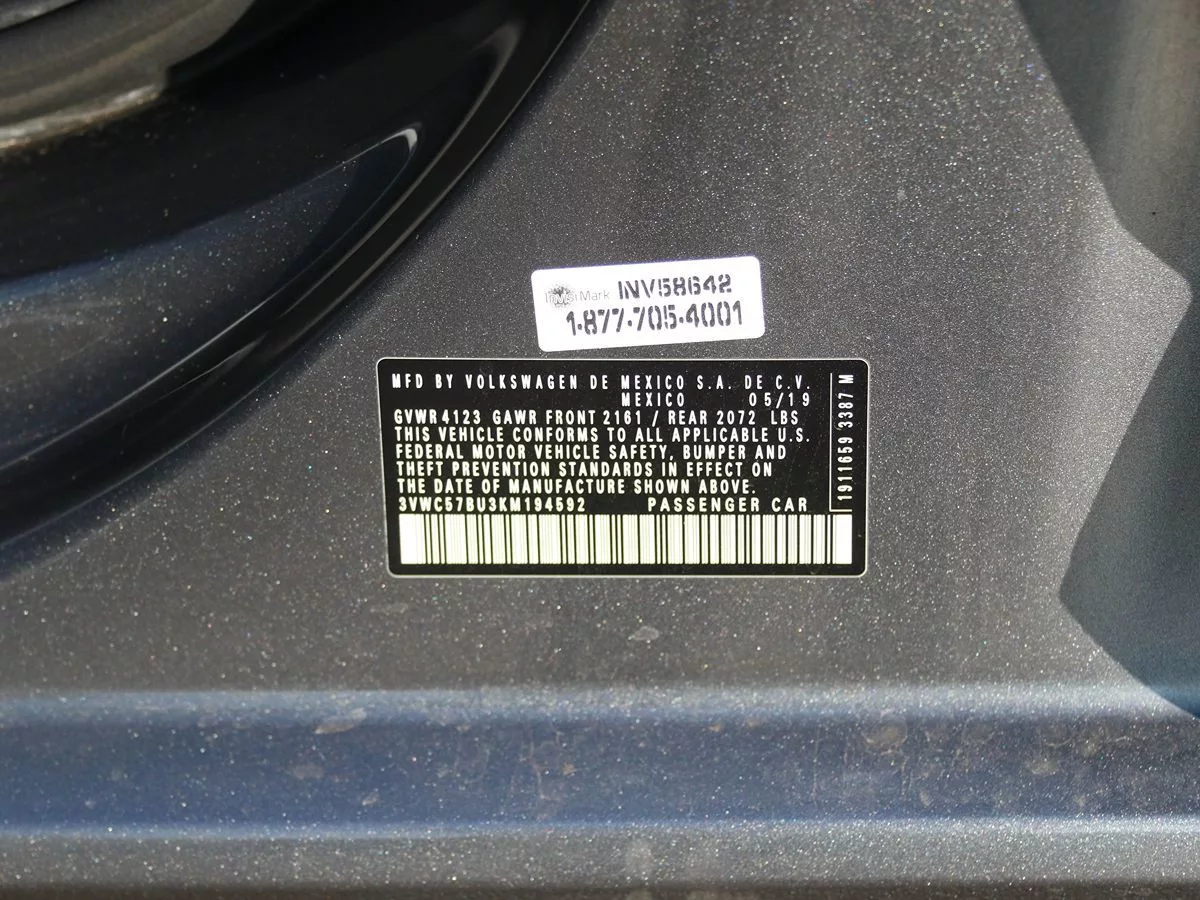 InVisiMark INV58642
1-877-705-4001
MFD BY VOLKSWAGEN DE MEXICO S.A. DE C.V.
MEXICO 05/19
GVWR 4123 GAWR FRONT 2161 / REAR 2072 LBS
THIS VEHICLE CONFORMS TO ALL APPLICABLE U.S.
FEDERAL MOTOR VEHICLE SAFETY, BUMPER AND
THEFT PREVENTION STANDARDS IN EFFECT ON
THE DATE OF MANUFACTURE SHOWN ABOVE.
3VWC57BU3KM194592 PASSENGER CAR
1911659 3387 M